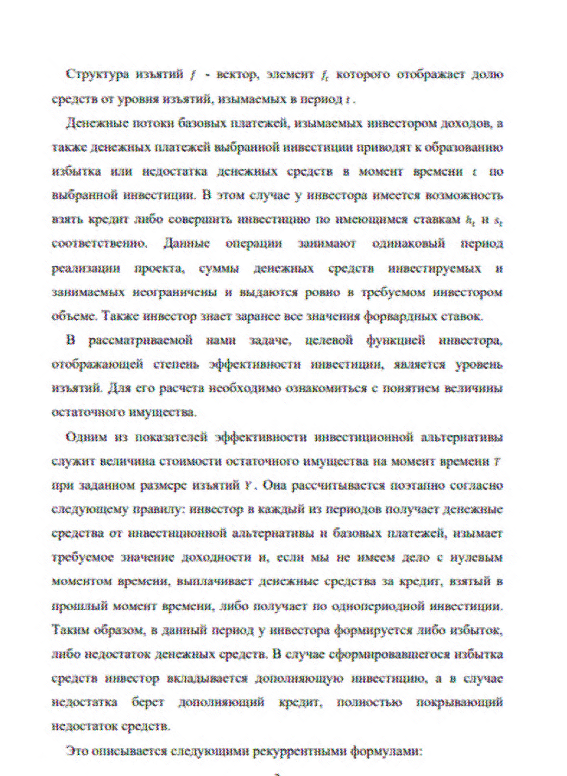 Структура изъятий f - вектор, элемент fₜ которого отображает долю
средств от уровня изъятий, изымаемых в период t .
Денежные потоки базовых платежей, изымаемых инвестором доходов, а
также денежных платежей выбранной инвестиции приводят к образованию
избытка или недостатка денежных средств в момент времени t по
выбранной инвестиции. В этом случае у инвестора имеется возможность
взять кредит либо совершить инвестицию по имеющимся ставкам hₜ и sₜ
соответственно. Данные операции занимают одинаковый период
реализации проекта, суммы денежных средств инвестируемых и
занимаемых неограничены и выдаются ровно в требуемом инвестором
объеме. Также инвестор знает заранее все значения форвардных ставок.
В рассматриваемой нами задаче, целевой функцией инвестора,
отображающей степень эффективности инвестиции, является уровень
изъятий. Для его расчета необходимо ознакомиться с понятием величины
остаточного имущества.
Одним из показателей эффективности инвестиционной альтернативы
служит величина стоимости остаточного имущества на момент времени T
при заданном размере изъятий Y . Она рассчитывается поэтапно согласно
следующему правилу: инвестор в каждый из периодов получает денежные
средства от инвестиционной альтернативы и базовых платежей, изымает
требуемое значение доходности и, если мы не имеем дело с нулевым
моментом времени, выплачивает денежные средства за кредит, взятый в
прошлый момент времени, либо получает по однопериодной инвестиции.
Таким образом, в данный период у инвестора формируется либо избыток,
либо недостаток денежных средств. В случае сформировавшегося избытка
средств инвестор вкладывается дополняющую инвестицию, а в случае
недостатка берет дополняющий кредит, полностью покрывающий
недостаток средств.
Это описывается следующими рекуррентными формулами: